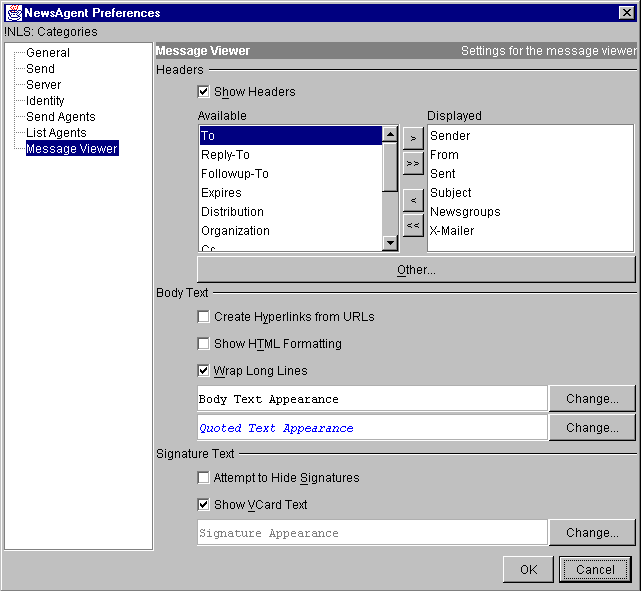 NewsAgent Preferences
!NLS: Categories
General
Send
Server
Identity
Send Agents
List Agents
Message Viewer
Message Viewer Settings for the message viewer
Headers
Show Headers
Available Displayed
To
Reply-To
Followup-To
Expires
Distribution
Organization
Cc
>
>>
<
<<
Sender
From
Sent
Subject
Newsgroups
X-Mailer
Other...
Body Text
Create Hyperlinks from URLs
Show HTML Formatting
Wrap Long Lines
Body Text Appearance Change...
Quoted Text Appearance Change...
Signature Text
Attempt to Hide Signatures
Show VCard Text
Signature Appearance Change...
OK Cancel